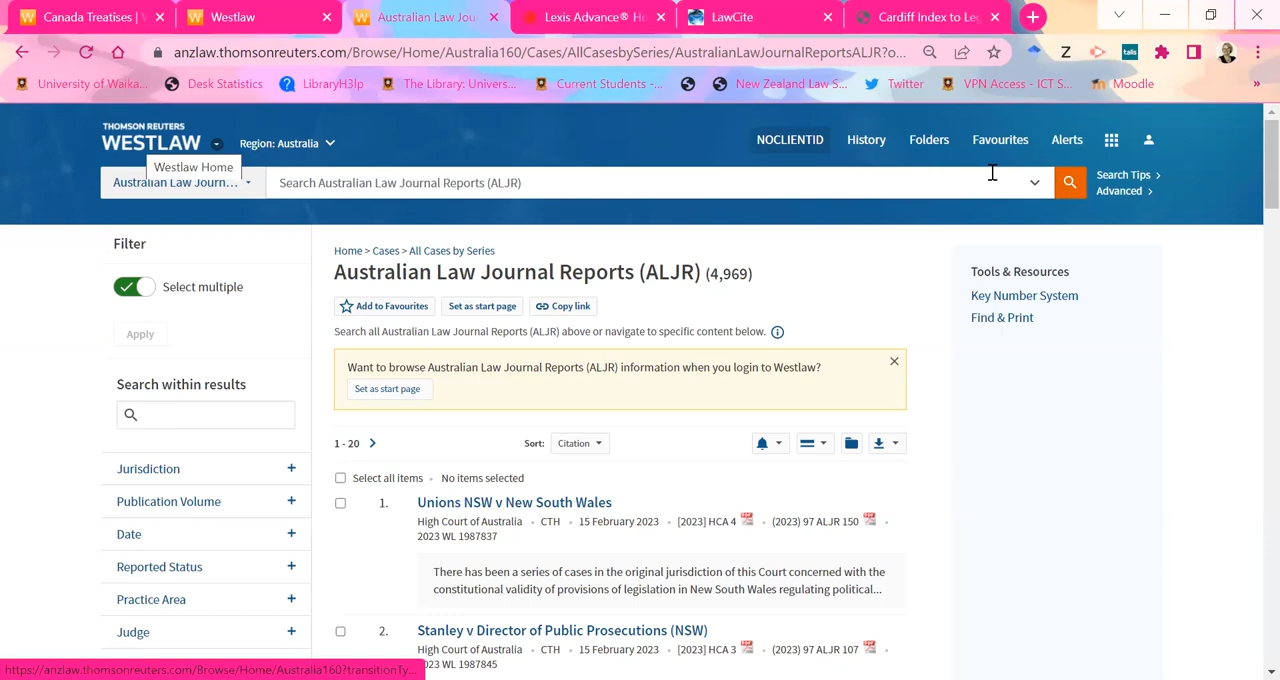 Canada Treatises | W
Westlaw
Australian Law Jou
Lexis Advance® Ho
LawCite
Cardiff Index to Leg
anzlaw.thomsonreuters.com/Browse/Home/Australia160/Cases/AllCasesbySeries/AustralianLawJournalReportsALJR?o...
University of Waika...
Desk Statistics
LibraryH3lp
The Library: Univers...
Current Students -...
New Zealand Law S...
Twitter
VPN Access - ICT S...
Moodle
»
THOMSON REUTERS
WESTLAW
Region: Australia
NOCLIENTID
History
Folders
Favourites
Alerts
Westlaw Home
Australian Law Journ...
Search Australian Law Journal Reports (ALJR)
Search Tips
Advanced
Filter
Select multiple
Apply
Search within results
Jurisdiction +
Publication Volume +
Date +
Reported Status +
Practice Area +
Judge +
Home > Cases > All Cases by Series
Australian Law Journal Reports (ALJR) (4,969)
Add to Favourites
Set as start page
Copy link
Search all Australian Law Journal Reports (ALJR) above or navigate to specific content below.
Want to browse Australian Law Journal Reports (ALJR) information when you login to Westlaw?
Set as start page
1 - 20
Sort: Citation
Select all items • No items selected
1. Unions NSW v New South Wales
High Court of Australia • CTH • 15 February 2023 • [2023] HCA 4 • (2023) 97 ALJR 150 •
2023 WL 1987837
There has been a series of cases in the original jurisdiction of this Court concerned with the
constitutional validity of provisions of legislation in New South Wales regulating political...
2. Stanley v Director of Public Prosecutions (NSW)
High Court of Australia • CTH • 15 February 2023 • [2023] HCA 3 • (2023) 97 ALJR 107 •
023 WL 1987845
Tools & Resources
Key Number System
Find & Print
https://anzlaw.thomsonreuters.com/Browse/Home/Australia160?transitionTy...